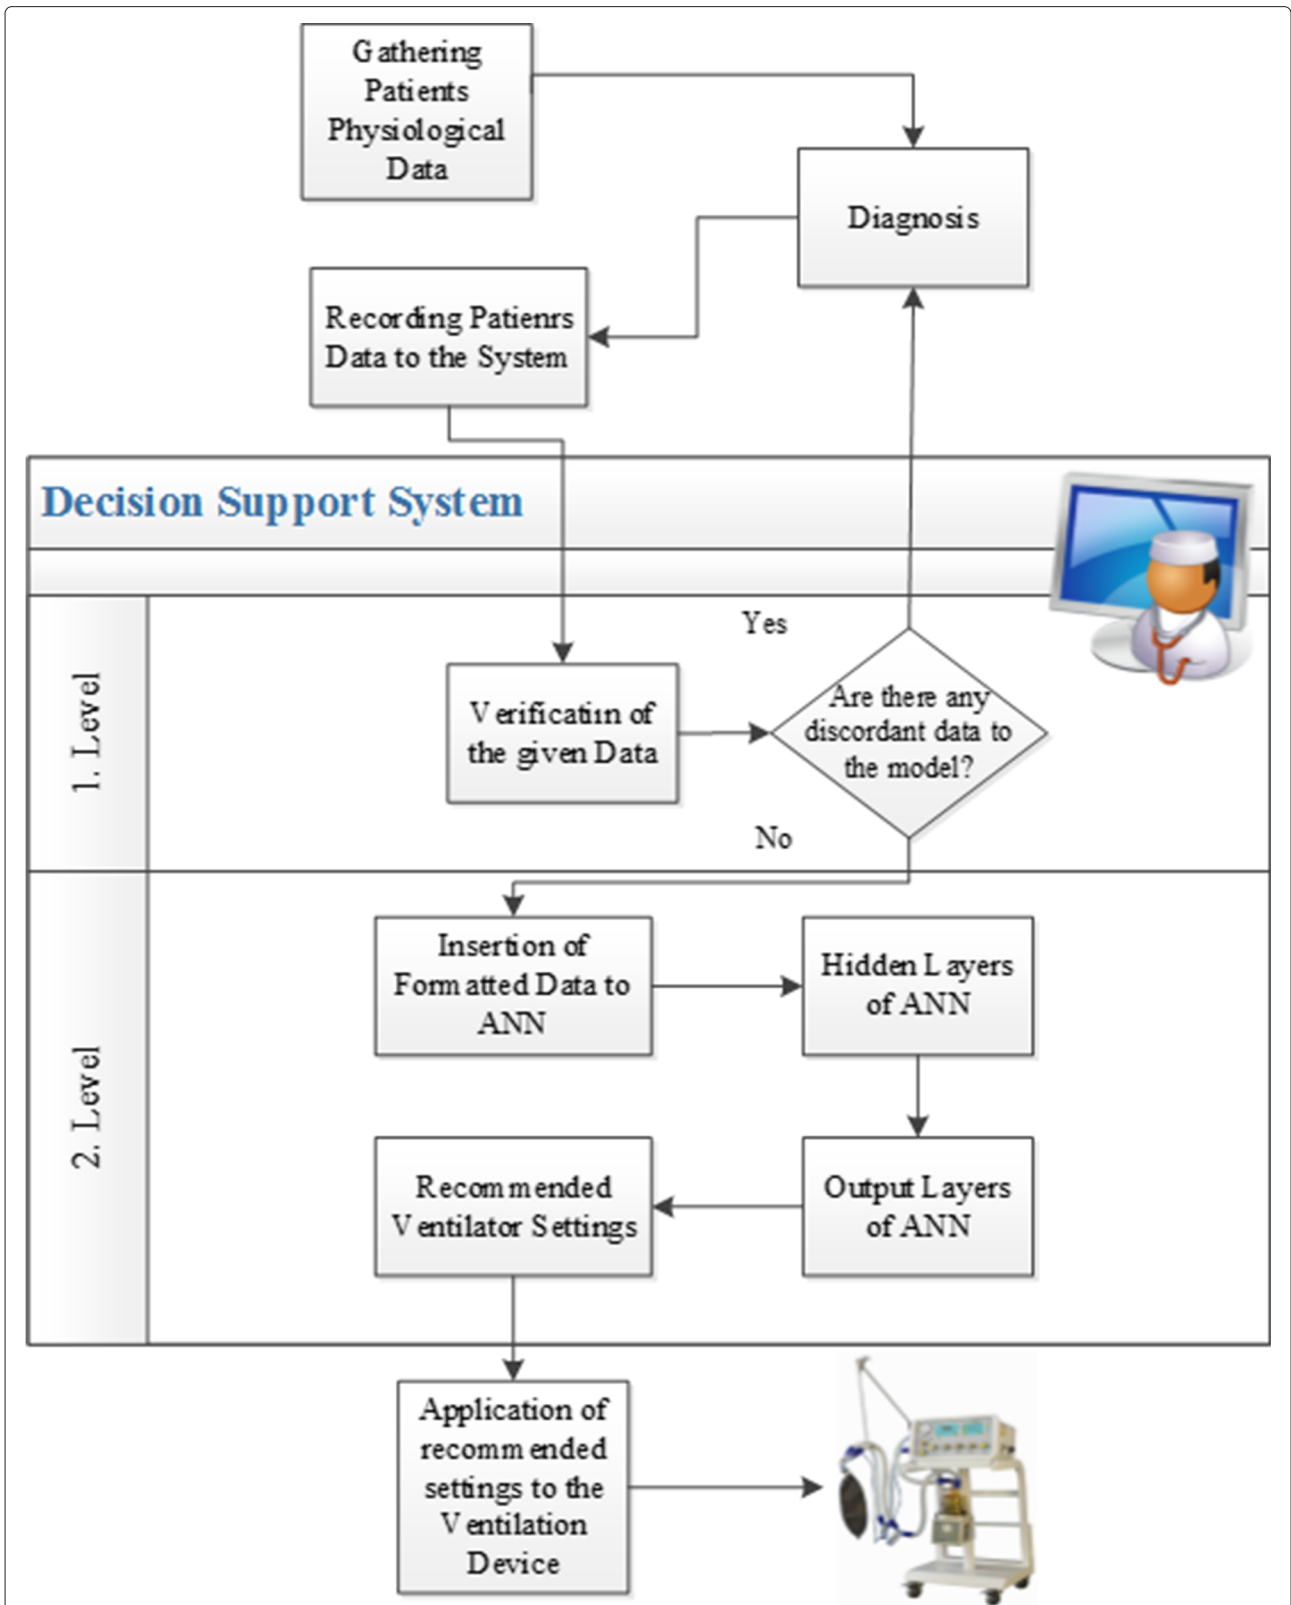 Gathering
Patients
Physiological
Data
Diagnosis
Recording Patienrs
Data to the System
Decision Support System
1. Level
Yes
Verificatiın of
the given Data
Are there any
discordant data to
the model?
No
2. Level
Insertion of
Formatted Data to
ANN
Hidden Layers
of ANN
Recommended
Ventilator Settings
Output Layers
of ANN
Application of
recommended
settings to the
Ventilation
Device